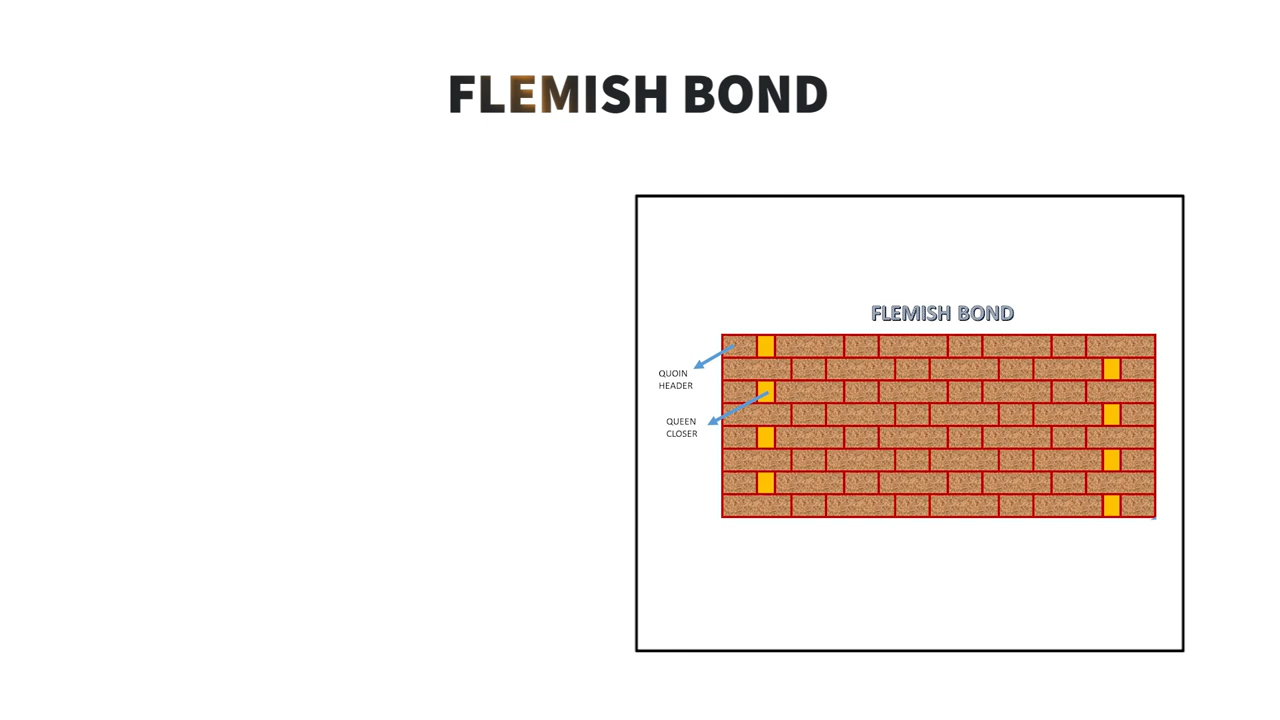 FLEMISH BOND
FLEMISH BOND
QUOIN
HEADER
QUEEN
CLOSER